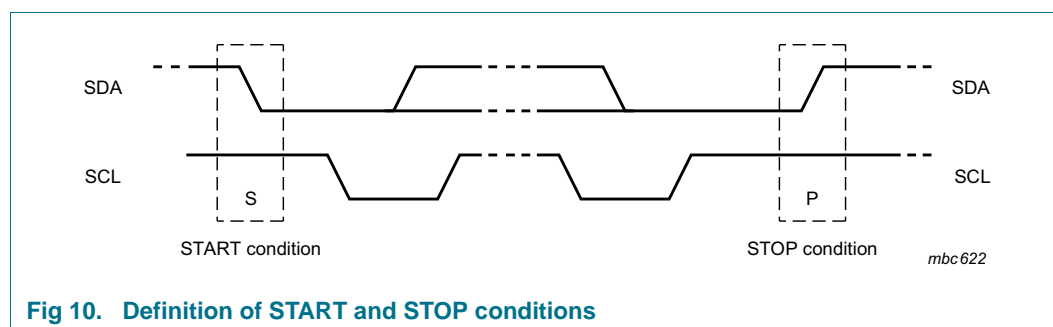 SDA
SDA
SCL
SCL
S
P
START condition
STOP condition
mbc622
Fig 10. Definition of START and STOP conditions